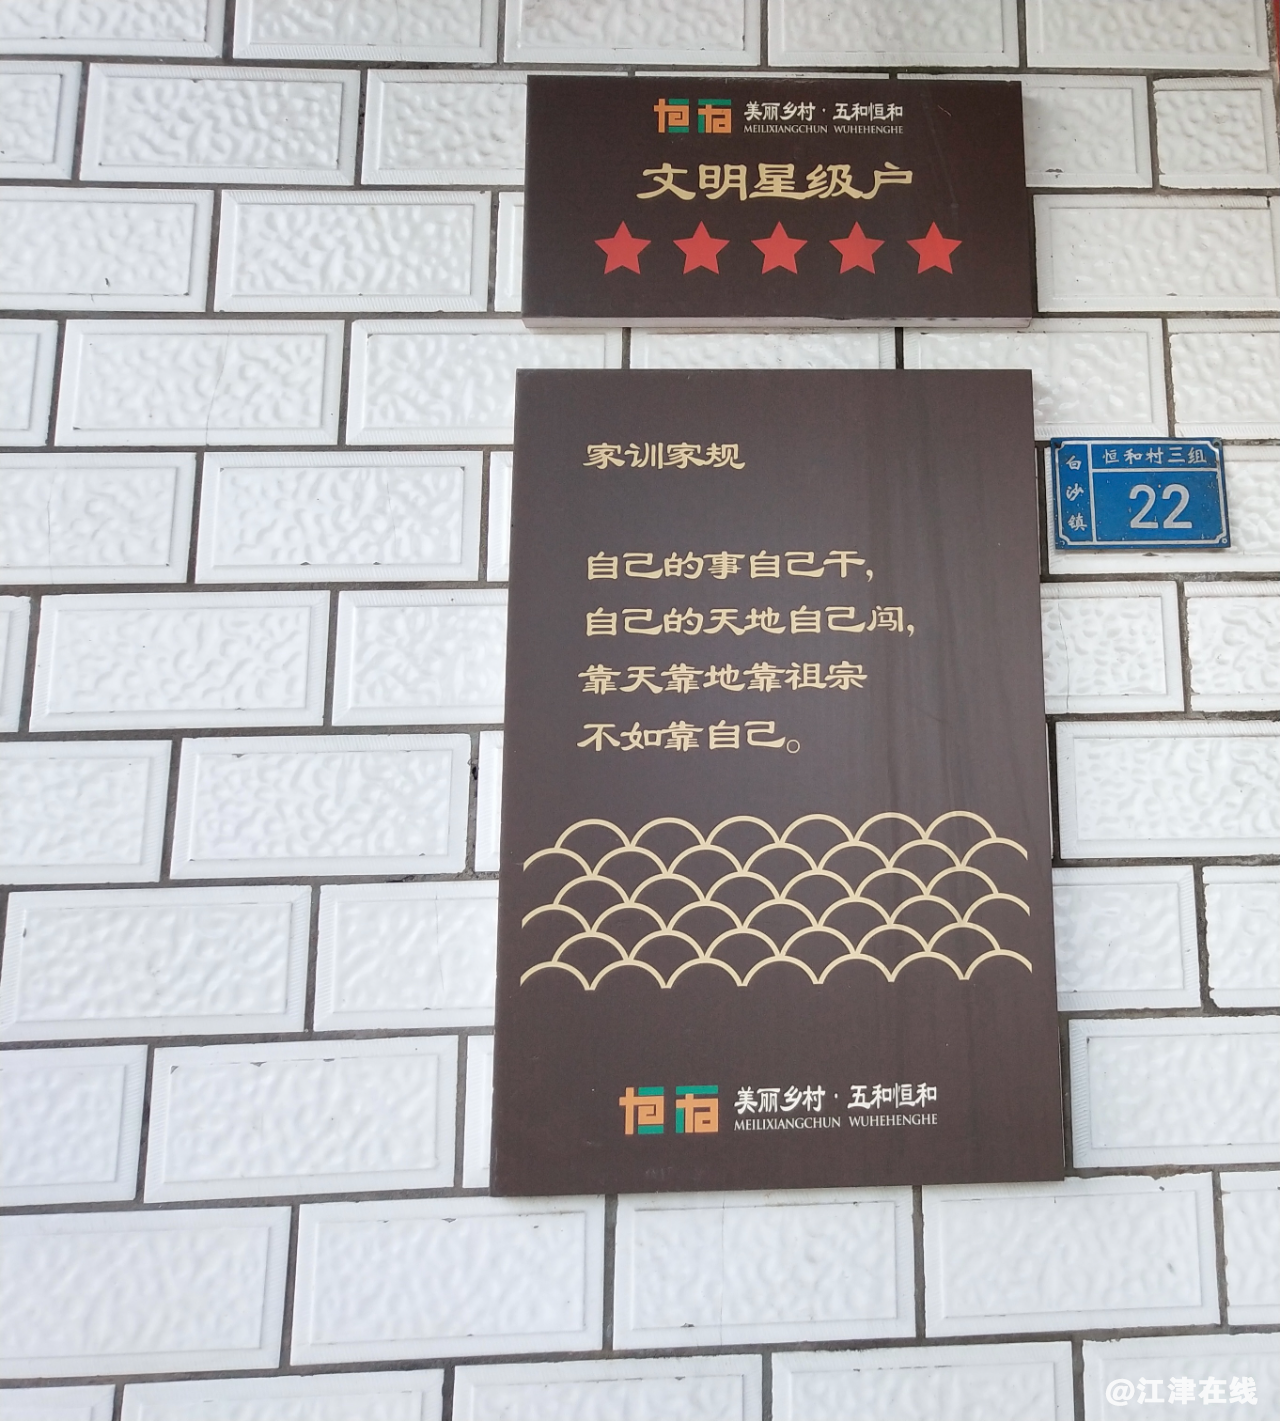 美丽乡村·五和恒和
MEILIXIANGCHUN WUHEHENGHE
文明星级户
家训家规
自己的事自己干,
自己的天地自己闯,
靠天靠地靠祖宗
不如靠自己。
恒和 美丽乡村·五和恒和
MEILIXIANGCHUN WUHEHENGHE
白沙镇
恒和村三组
22
@江津在线